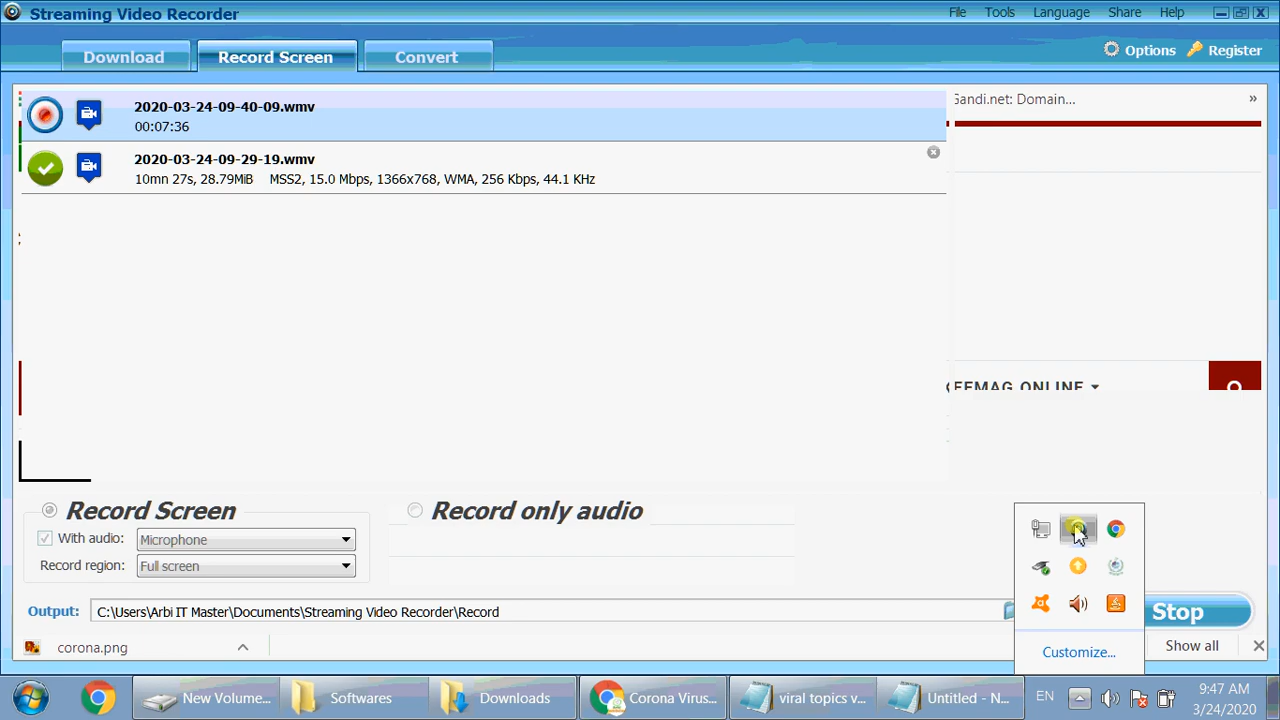 Streaming Video Recorder
File Tools Language Share Help
Download Record Screen Convert
Options Register
2020-03-24-09-40-09.wmv
00:07:36
Gandi.net: Domain... »
2020-03-24-09-29-19.wmv
10mn 27s, 28.79MiB MSS2, 15.0 Mbps, 1366x768, WMA, 256 Kbps, 44.1 KHz
EEMAG ONLINE
Record Screen
Record only audio
With audio: Microphone
Record region: Full screen
Output: C:\Users\Arbi IT Master\Documents\Streaming Video Recorder\Record
Stop
corona.png
Show all
Customize...
New Volume...
Softwares
Downloads
Corona Virus...
viral topics v...
Untitled - N...
EN
9:47 AM
3/24/2020